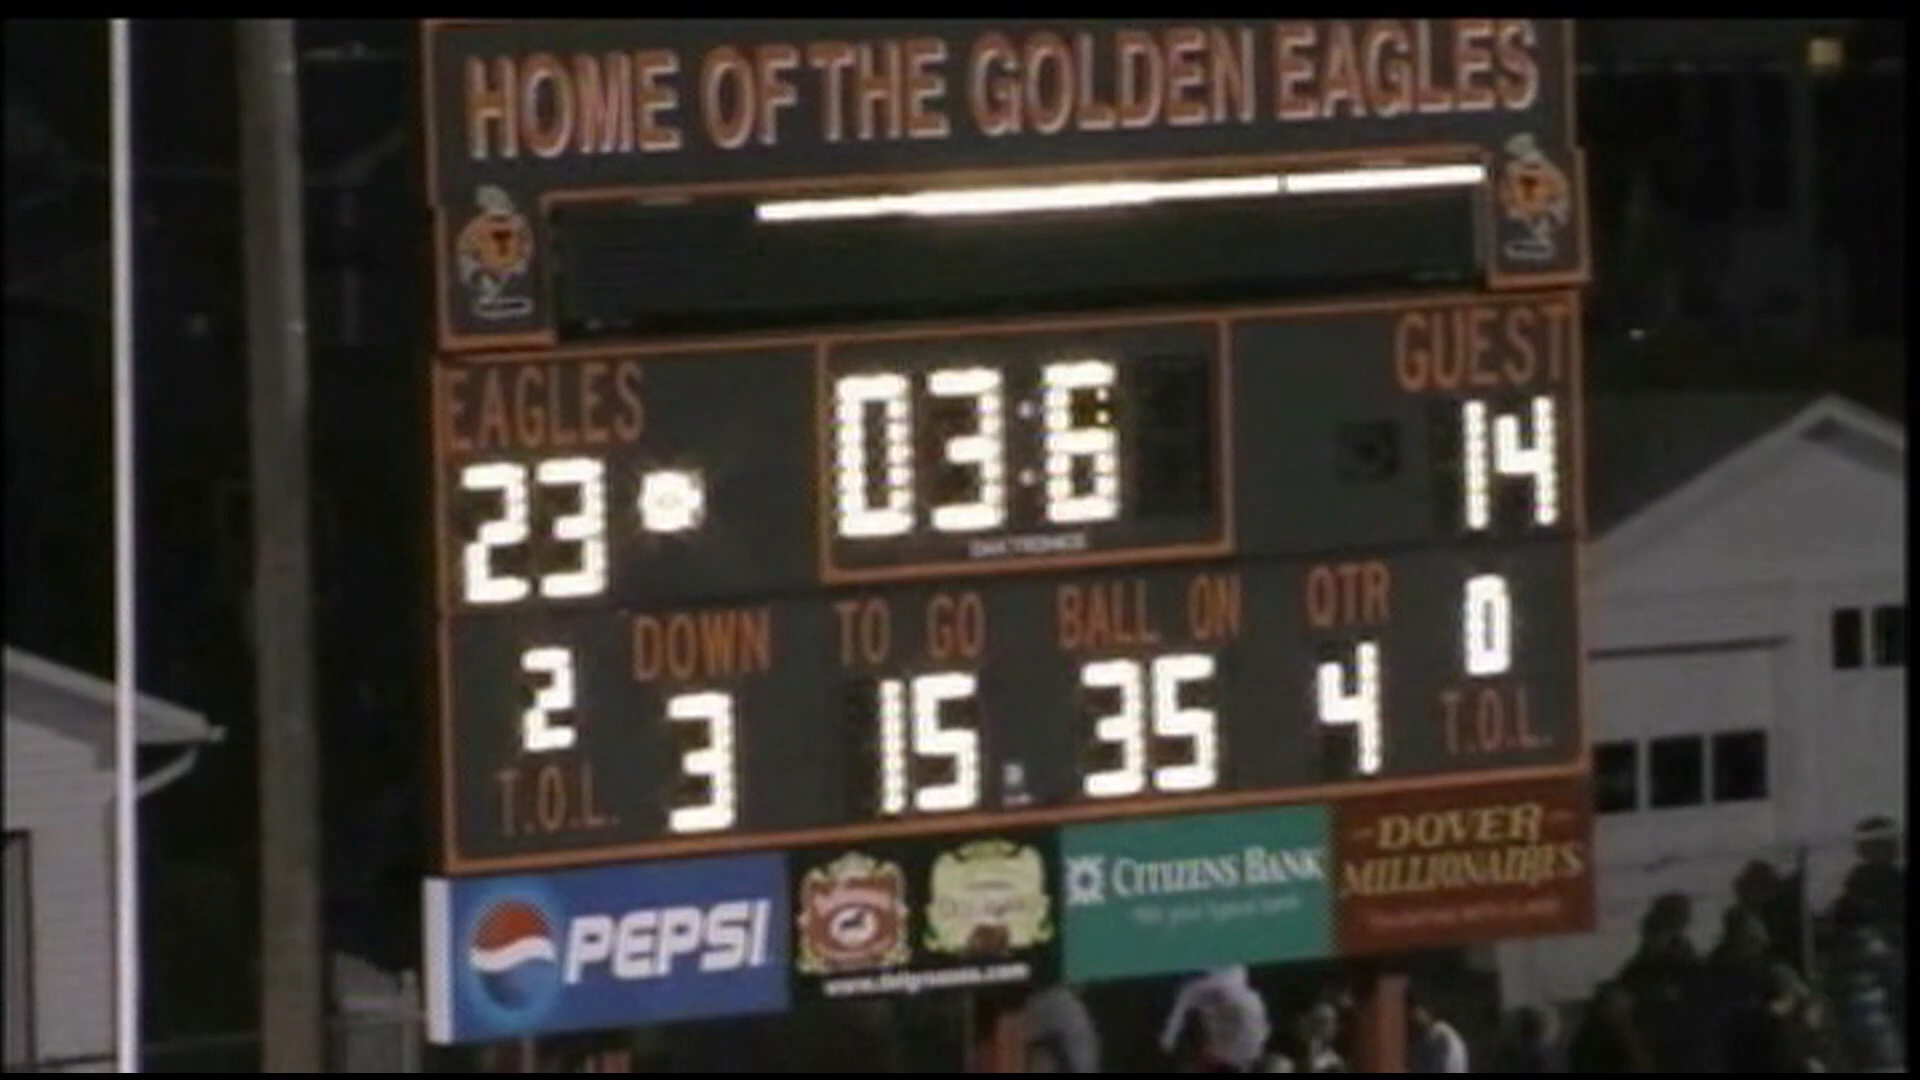 HOME OF THE GOLDEN EAGLES
EAGLES
03:6
GUEST
23
14
DAKTRONICS
DOWN
TO GO
BALL ON
QTR
0
2
3
15
35
4
T.O.L.
T.O.L.
PEPSI
CITIZENS BANK
DOVER
MILLIONAIRES